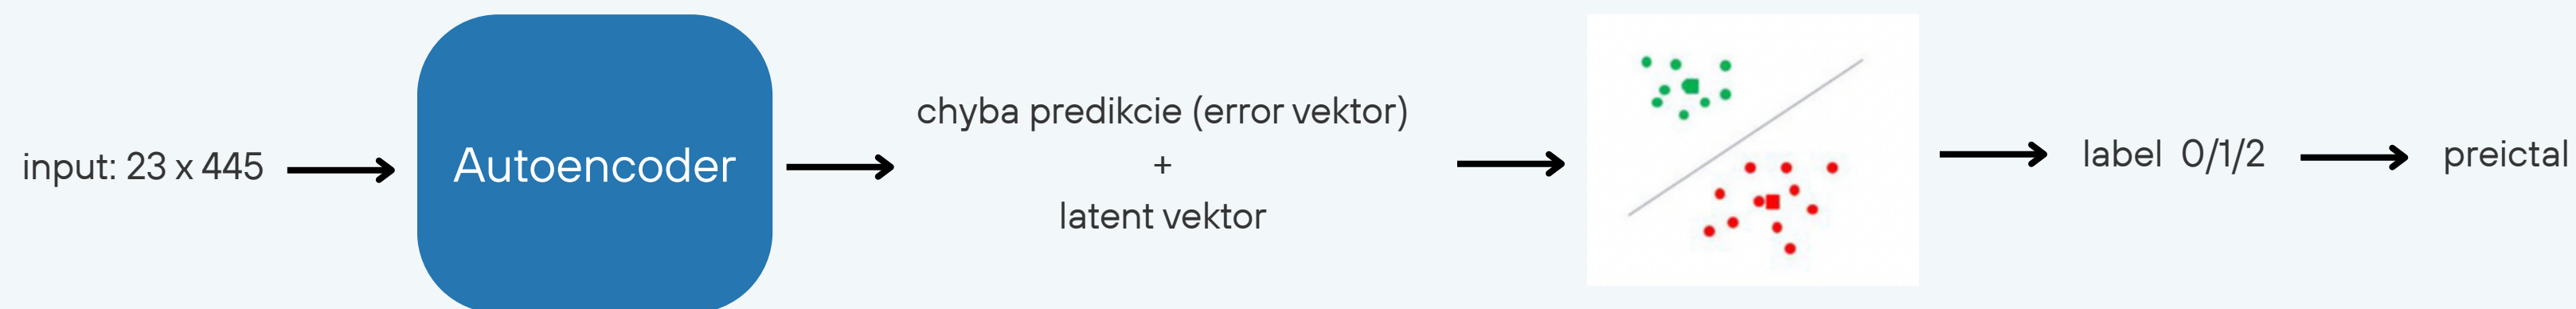 input: 23 x 445
Autoencoder
chyba predikcie (error vektor)
+
latent vektor
label 0/1/2
preictal